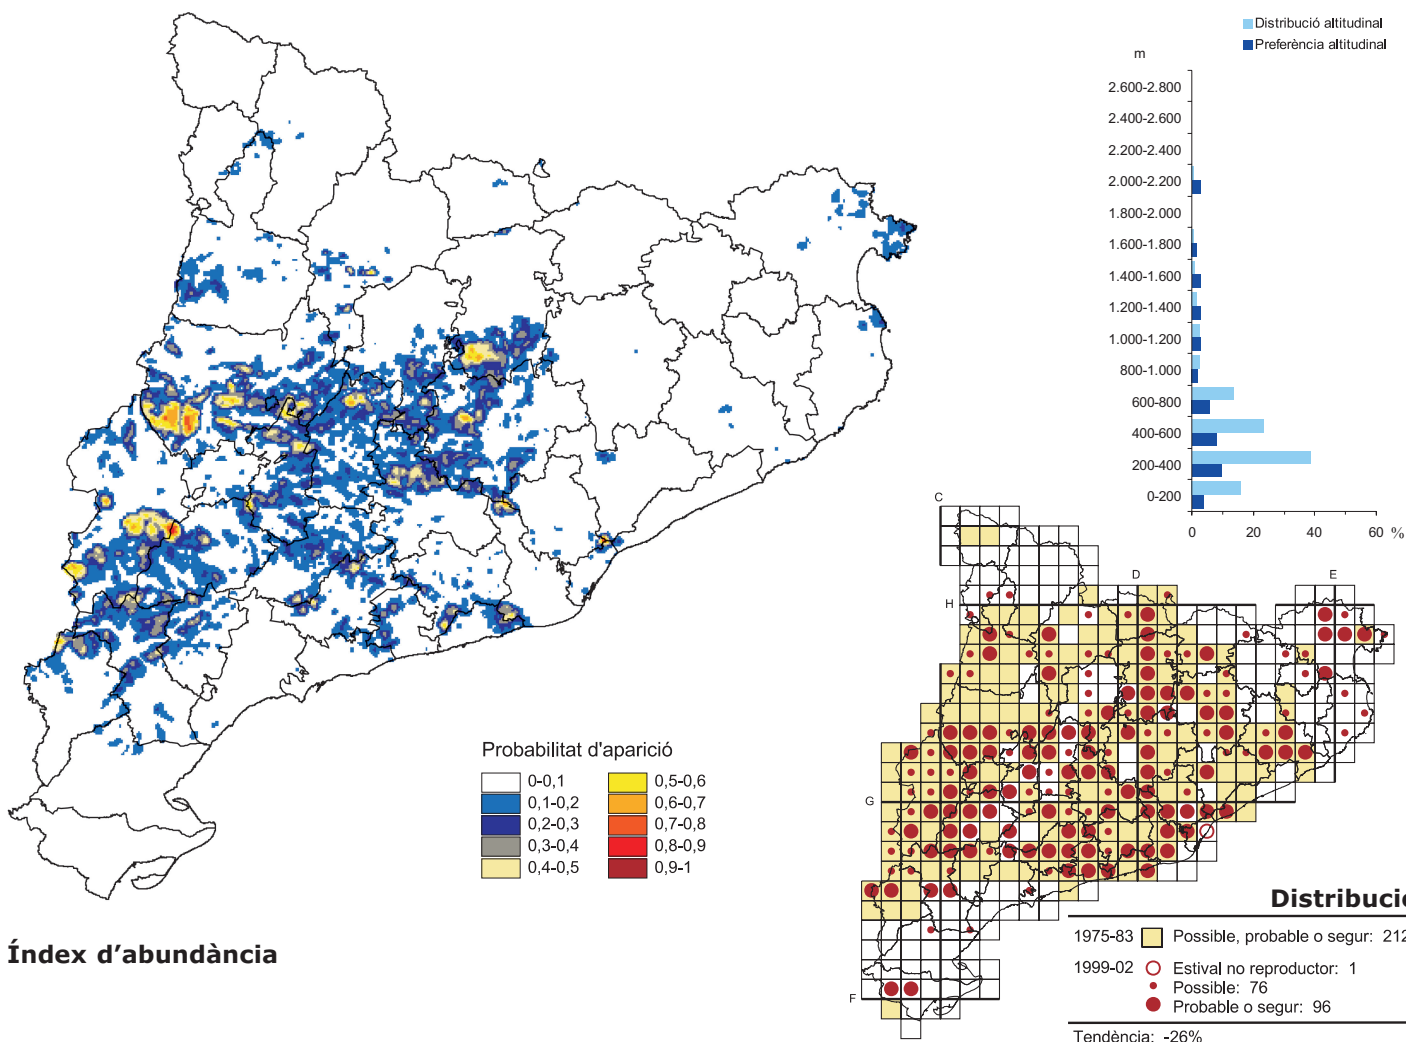 Distribució altitudinal
Preferència altitudinal
m
2.600-2.800
2.400-2.600
2.200-2.400
2.000-2.200
1.800-2.000
1.600-1.800
1.400-1.600
1.200-1.400
1.000-1.200
800-1.000
600-800
400-600
200-400
0-200
0 20 40 60 %
C
D
E
H
G
F
Probabilitat d'aparició
0-0,1
0,1-0,2
0,2-0,3
0,3-0,4
0,4-0,5
0,5-0,6
0,6-0,7
0,7-0,8
0,8-0,9
0,9-1
Índex d'abundància
Distribució
1975-83 Possible, probable o segur: 212
1999-02 Estival no reproductor: 1
Possible: 76
Probable o segur: 96
Tendència: -26%